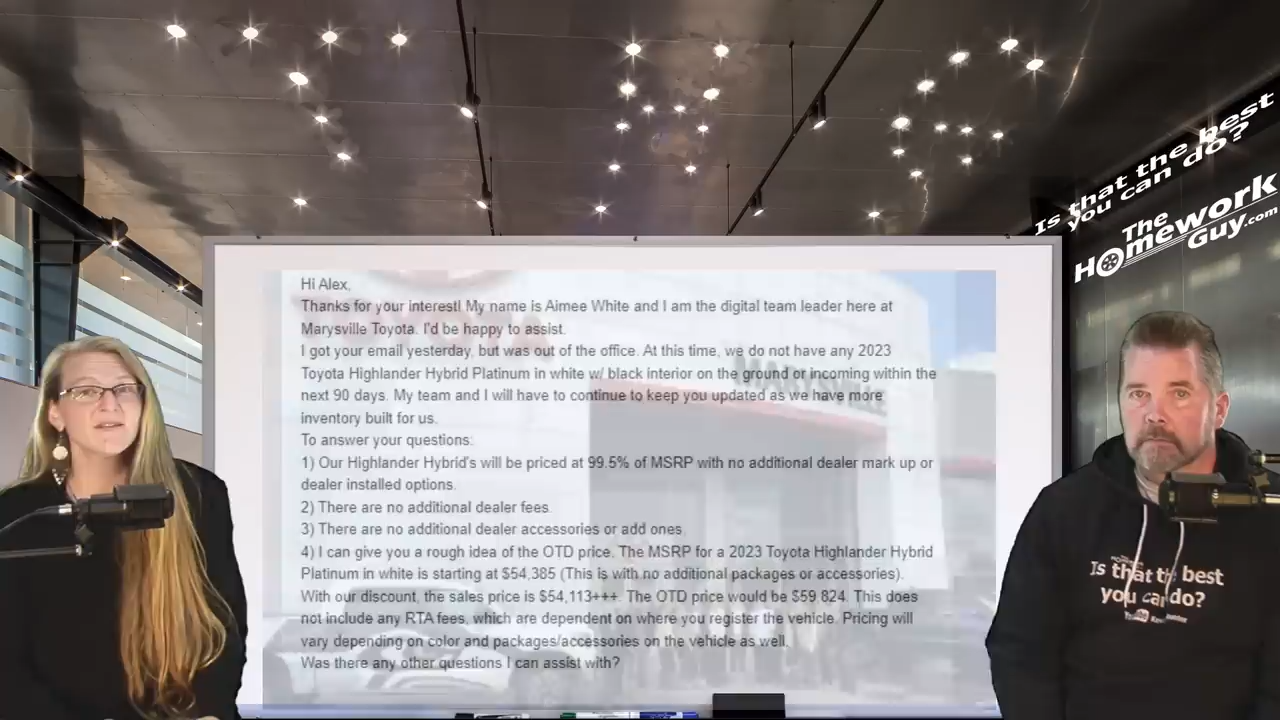 Is that the best
you can do?
The
Homework
Guy.com
Hi Alex,
Thanks for your interest! My name is Aimee White and I am the digital team leader here at
Marysville Toyota. I'd be happy to assist.
I got your email yesterday, but was out of the office. At this time, we do not have any 2023
Toyota Highlander Hybrid Platinum in white w/ black interior on the ground or incoming within the
next 90 days. My team and I will have to continue to keep you updated as we have more
inventory built for us.
To answer your questions:
1) Our Highlander Hybrid's will be priced at 99.5% of MSRP with no additional dealer mark up or
dealer installed options.
2) There are no additional dealer fees.
3) There are no additional dealer accessories or add ones.
4) I can give you a rough idea of the OTD price. The MSRP for a 2023 Toyota Highlander Hybrid
Platinum in white is starting at $54,385 (This is with no additional packages or accessories).
With our discount, the sales price is $54,113+++. The OTD price would be $59,824. This does
not include any RTA fees, which are dependent on where you register the vehicle. Pricing will
vary depending on color and packages/accessories on the vehicle as well.
Was there any other questions I can assist with?
Is that the best
you can do?